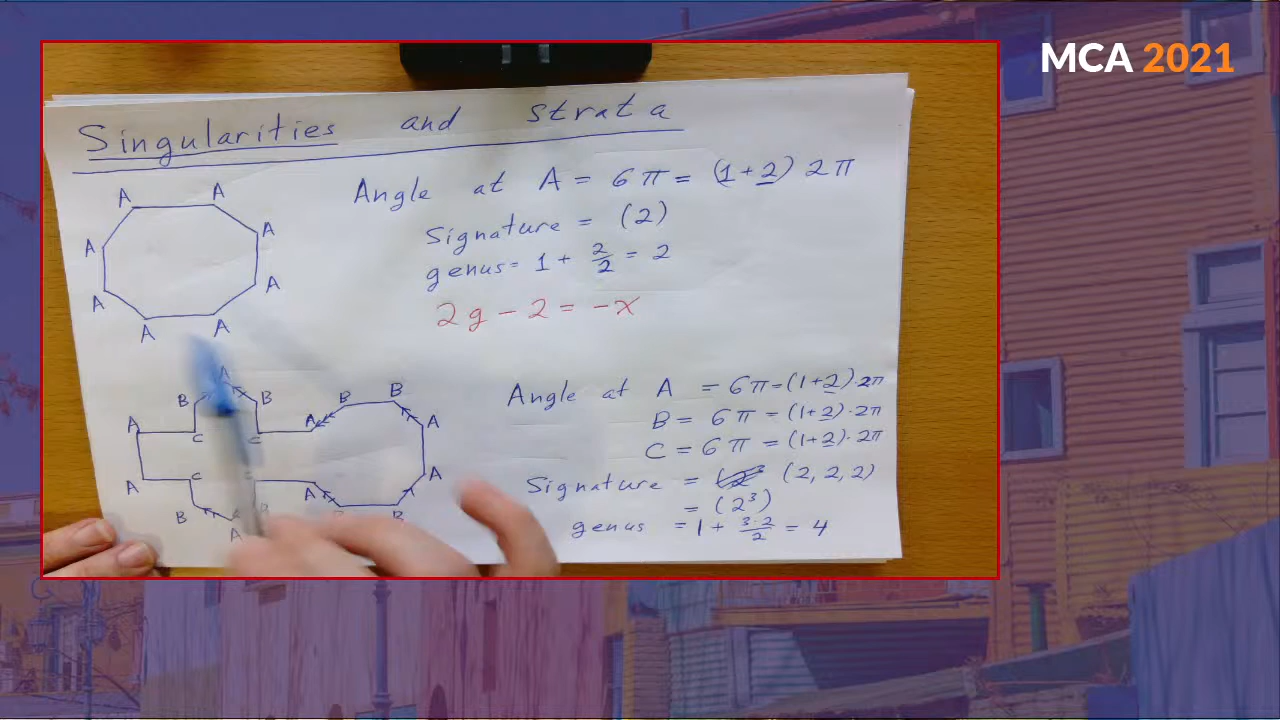 MCA 2021
Singularities and strata
A A
A A
A A
A A
Angle at A = 6π = (1+2) 2π
Signature = (2)
genus = 1 + 2/2 = 2
2g - 2 = -χ
A
B B B B
A C C A A
A C A A
B B B B
A
Angle at A = 6π = (1+2)·2π
B = 6π = (1+2)·2π
C = 6π = (1+2)·2π
Signature = (2, 2, 2)
= (2³)
genus = 1 + 3·2/2 = 4